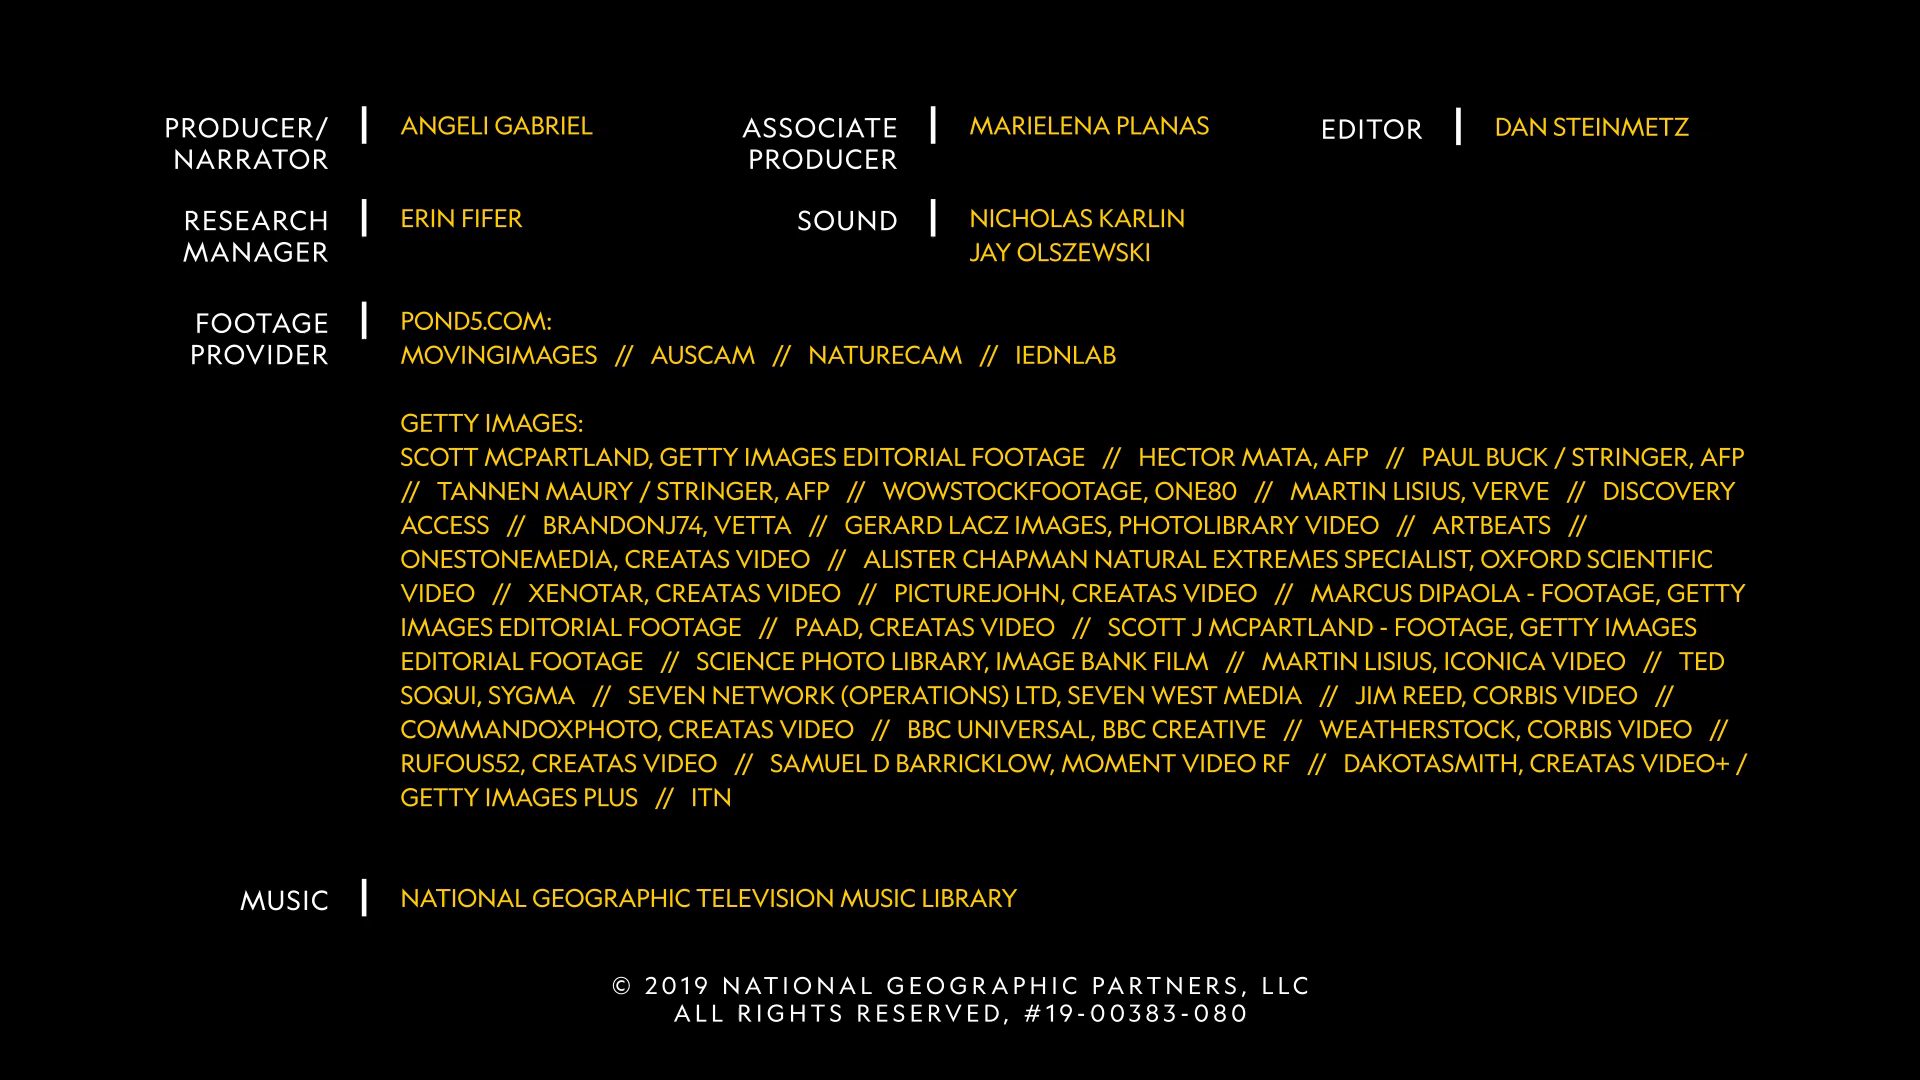 PRODUCER/
NARRATOR
ANGELI GABRIEL
ASSOCIATE
PRODUCER
MARIELENA PLANAS
EDITOR
DAN STEINMETZ
RESEARCH
MANAGER
ERIN FIFER
SOUND
NICHOLAS KARLIN
JAY OLSZEWSKI
FOOTAGE
PROVIDER
POND5.COM:
MOVINGIMAGES // AUSCAM // NATURECAM // IEDNLAB
GETTY IMAGES:
SCOTT MCPARTLAND, GETTY IMAGES EDITORIAL FOOTAGE // HECTOR MATA, AFP // PAUL BUCK / STRINGER, AFP
// TANNEN MAURY / STRINGER, AFP // WOWSTOCKFOOTAGE, ONE80 // MARTIN LISIUS, VERVE // DISCOVERY
ACCESS // BRANDONJ74, VETTA // GERARD LACZ IMAGES, PHOTOLIBRARY VIDEO // ARTBEATS //
ONESTONEMEDIA, CREATAS VIDEO // ALISTER CHAPMAN NATURAL EXTREMES SPECIALIST, OXFORD SCIENTIFIC
VIDEO // XENOTAR, CREATAS VIDEO // PICTUREJOHN, CREATAS VIDEO // MARCUS DIPAOLA - FOOTAGE, GETTY
IMAGES EDITORIAL FOOTAGE // PAAD, CREATAS VIDEO // SCOTT J MCPARTLAND - FOOTAGE, GETTY IMAGES
EDITORIAL FOOTAGE // SCIENCE PHOTO LIBRARY, IMAGE BANK FILM // MARTIN LISIUS, ICONICA VIDEO // TED
SOQUI, SYGMA // SEVEN NETWORK (OPERATIONS) LTD, SEVEN WEST MEDIA // JIM REED, CORBIS VIDEO //
COMMANDOXPHOTO, CREATAS VIDEO // BBC UNIVERSAL, BBC CREATIVE // WEATHERSTOCK, CORBIS VIDEO //
RUFOUS52, CREATAS VIDEO // SAMUEL D BARRICKLOW, MOMENT VIDEO RF // DAKOTASMITH, CREATAS VIDEO+ /
GETTY IMAGES PLUS // ITN
MUSIC
NATIONAL GEOGRAPHIC TELEVISION MUSIC LIBRARY
© 2019 NATIONAL GEOGRAPHIC PARTNERS, LLC
ALL RIGHTS RESERVED, #19-00383-080